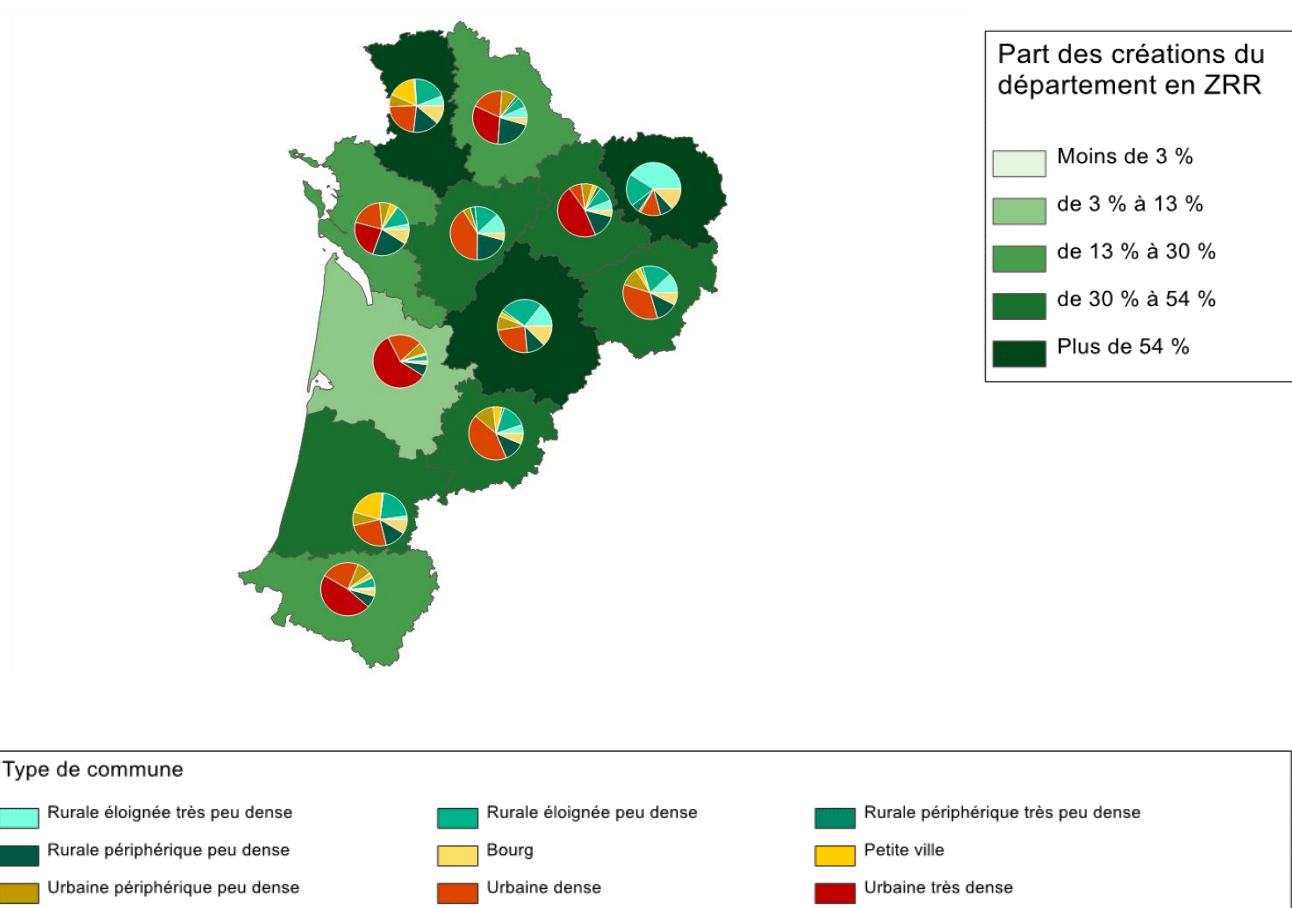 Part des créations du
département en ZRR
Moins de 3 %
de 3 % à 13 %
de 13 % à 30 %
de 30 % à 54 %
Plus de 54 %
Type de commune
Rurale éloignée très peu dense
Rurale éloignée peu dense
Rurale périphérique très peu dense
Rurale périphérique peu dense
Bourg
Petite ville
Urbaine périphérique peu dense
Urbaine dense
Urbaine très dense